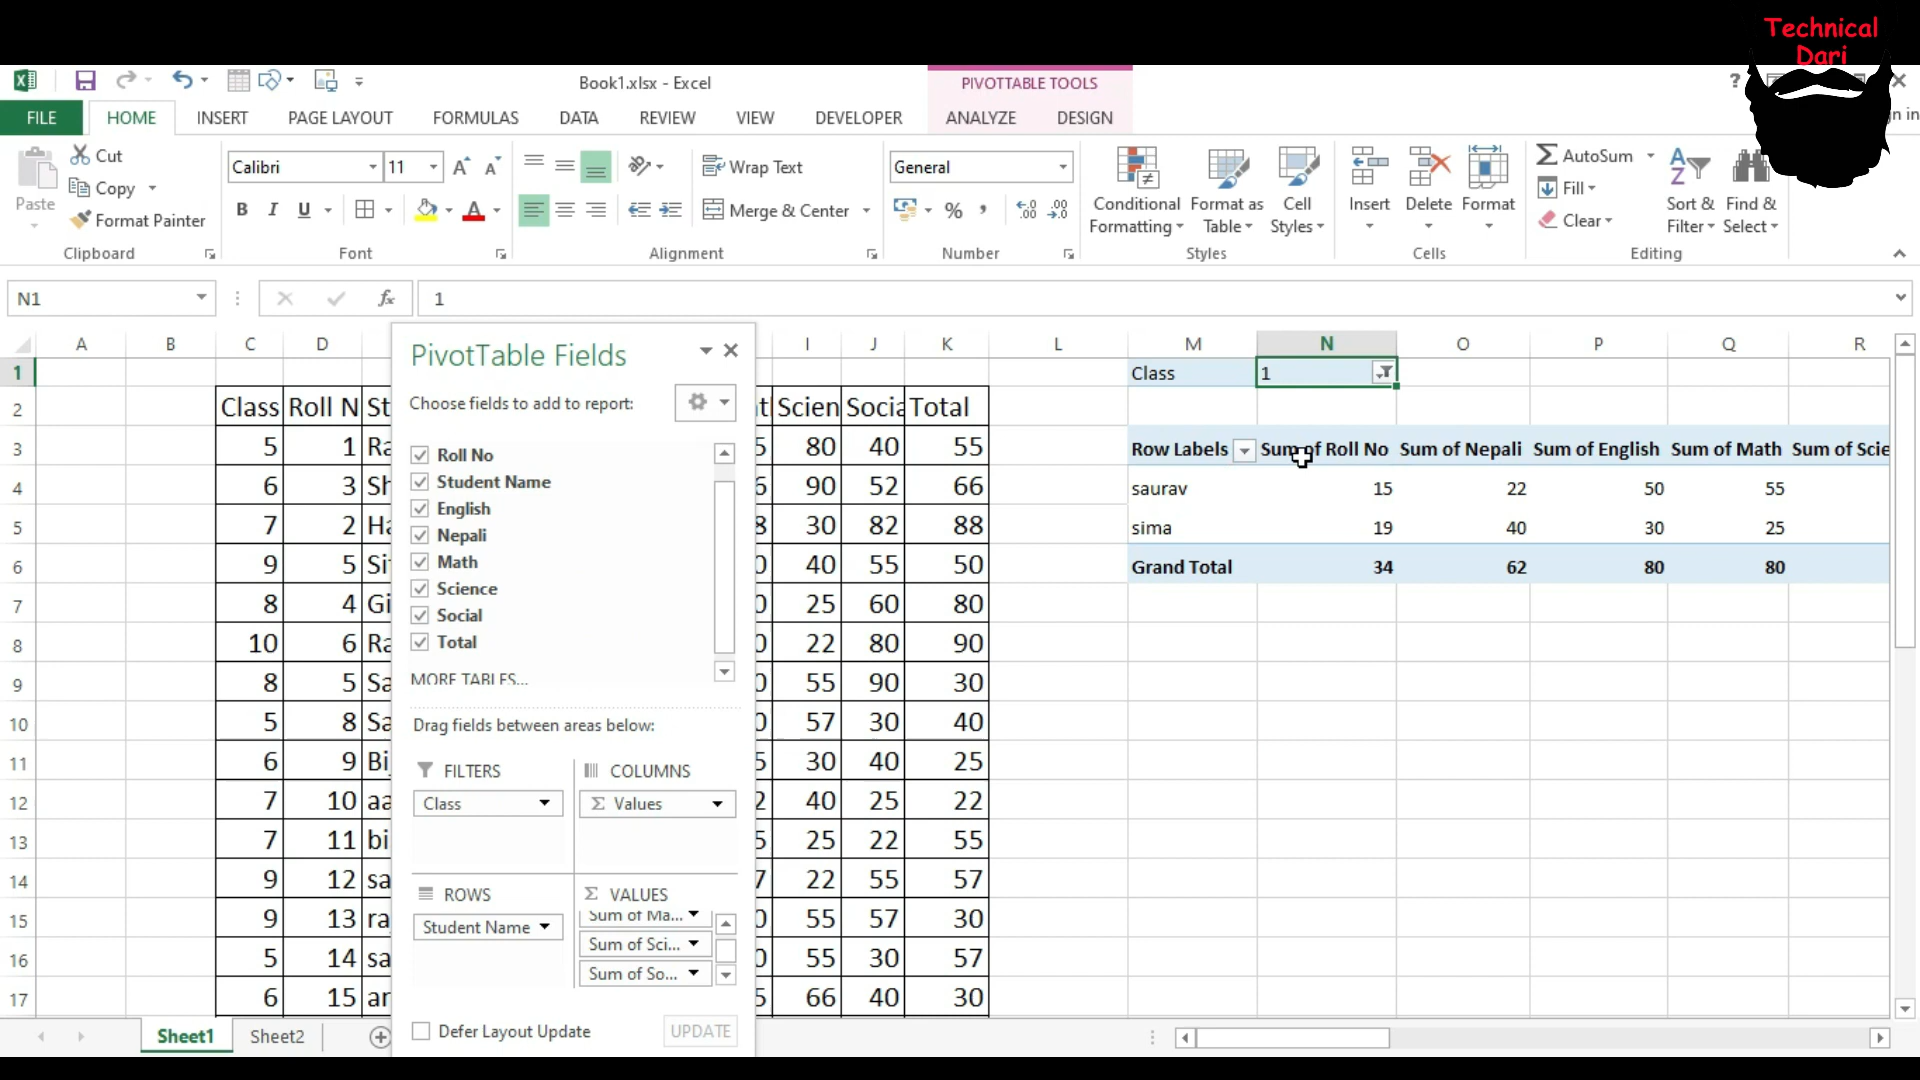 Technical
Dari
Book1.xlsx - Excel
PIVOTTABLE TOOLS
?
FILE HOME INSERT PAGE LAYOUT FORMULAS DATA REVIEW VIEW DEVELOPER ANALYZE DESIGN
Paste
Cut
Copy
Format Painter
Clipboard
Calibri 11
B I U
Font
Wrap Text
Merge & Center
Alignment
General
%
Number
Conditional Formatting
Format as Table
Cell Styles
Styles
Insert Delete Format
Cells
AutoSum
Fill
Clear
Sort & Filter
Find & Select
Editing
N1 fx 1
A B C D I J K L M N O P Q R
PivotTable Fields
Choose fields to add to report:
Roll No
Student Name
English
Nepali
Math
Science
Social
Total
MORE TABLES...
Drag fields between areas below:
FILTERS COLUMNS
Class Values
ROWS VALUES
Student Name
Sum of Ma...
Sum of Sci...
Sum of So...
Defer Layout Update UPDATE
1 Class 1
2 Class Roll N St Scien Socia Total
3 5 1 Ra 5 80 40 55 Row Labels Sum of Roll No Sum of Nepali Sum of English Sum of Math Sum of Scie
4 6 3 Sh 6 90 52 66 saurav 15 22 50 55
5 7 2 Ha 8 30 82 88 sima 19 40 30 25
6 9 5 Sit 0 40 55 50 Grand Total 34 62 80 80
7 8 4 Gi 0 25 60 80
8 10 6 Ra 0 22 80 90
9 8 5 Sa 0 55 90 30
10 5 8 Sa 0 57 30 40
11 6 9 Bi 5 30 40 25
12 7 10 aa 2 40 25 22
13 7 11 bi 5 25 22 55
14 9 12 sa 7 22 55 57
15 9 13 ra 0 55 57 30
16 5 14 sa 0 55 30 57
17 6 15 ar 5 66 40 30
Sheet1 Sheet2